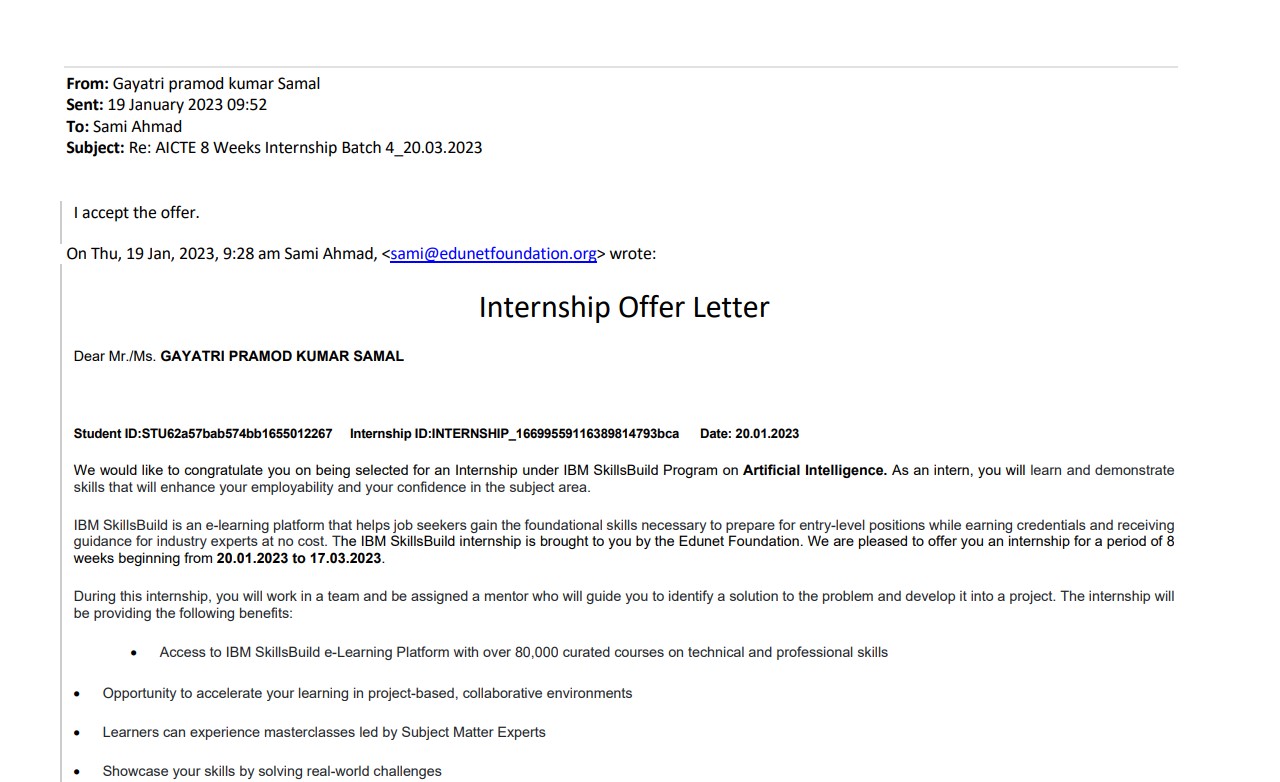 From: Gayatri pramod kumar Samal
Sent: 19 January 2023 09:52
To: Sami Ahmad
Subject: Re: AICTE 8 Weeks Internship Batch 4_20.03.2023
I accept the offer.
On Thu, 19 Jan, 2023, 9:28 am Sami Ahmad, <sami@edunetfoundation.org> wrote:
Internship Offer Letter
Dear Mr./Ms. GAYATRI PRAMOD KUMAR SAMAL
Student ID:STU62a57bab574bb1655012267 Internship ID:INTERNSHIP_16699559116389814793bca Date: 20.01.2023
We would like to congratulate you on being selected for an Internship under IBM SkillsBuild Program on Artificial Intelligence. As an intern, you will learn and demonstrate
skills that will enhance your employability and your confidence in the subject area.
IBM SkillsBuild is an e-learning platform that helps job seekers gain the foundational skills necessary to prepare for entry-level positions while earning credentials and receiving
guidance for industry experts at no cost. The IBM SkillsBuild internship is brought to you by the Edunet Foundation. We are pleased to offer you an internship for a period of 8
weeks beginning from 20.01.2023 to 17.03.2023.
During this internship, you will work in a team and be assigned a mentor who will guide you to identify a solution to the problem and develop it into a project. The internship will
be providing the following benefits:
• Access to IBM SkillsBuild e-Learning Platform with over 80,000 curated courses on technical and professional skills
• Opportunity to accelerate your learning in project-based, collaborative environments
• Learners can experience masterclasses led by Subject Matter Experts
• Showcase your skills by solving real-world challenges